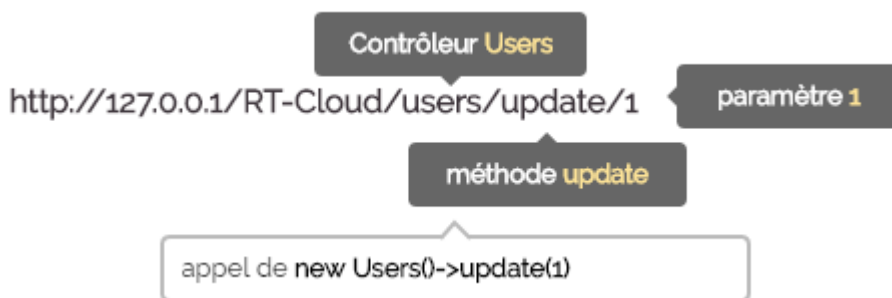 Contrôleur Users
http://127.0.0.1/RT-Cloud/users/update/1
paramètre 1
méthode update
appel de new Users()->update(1)